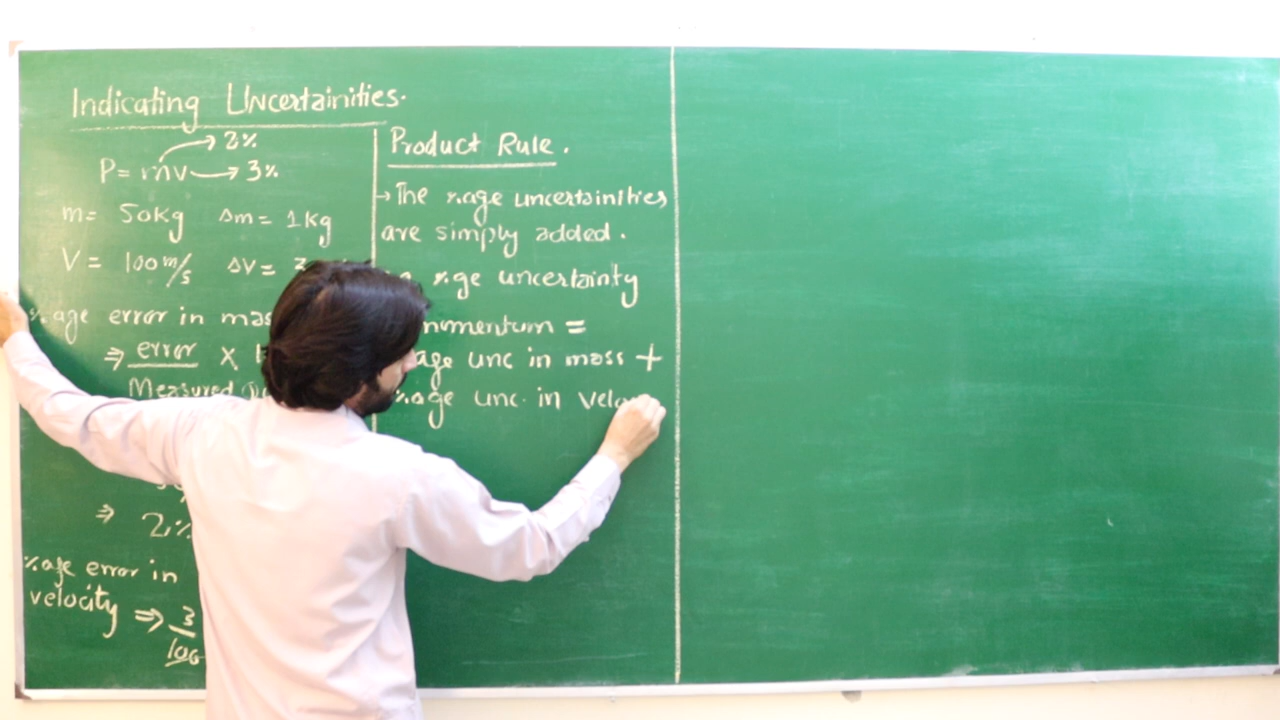 Indicating Uncertainities.
2%
P = mv → 3%
m = 50kg Δm = 1kg
V = 100 m/s ΔV = 3
%age error in mas
⇒ error X
Measured
⇒ 2%
%age error in
velocity ⇒ 3
100
Product Rule.
→ The %age uncertainities
are simply added.
%ge uncertainty
momentum =
age unc in mass +
%age unc. in velo